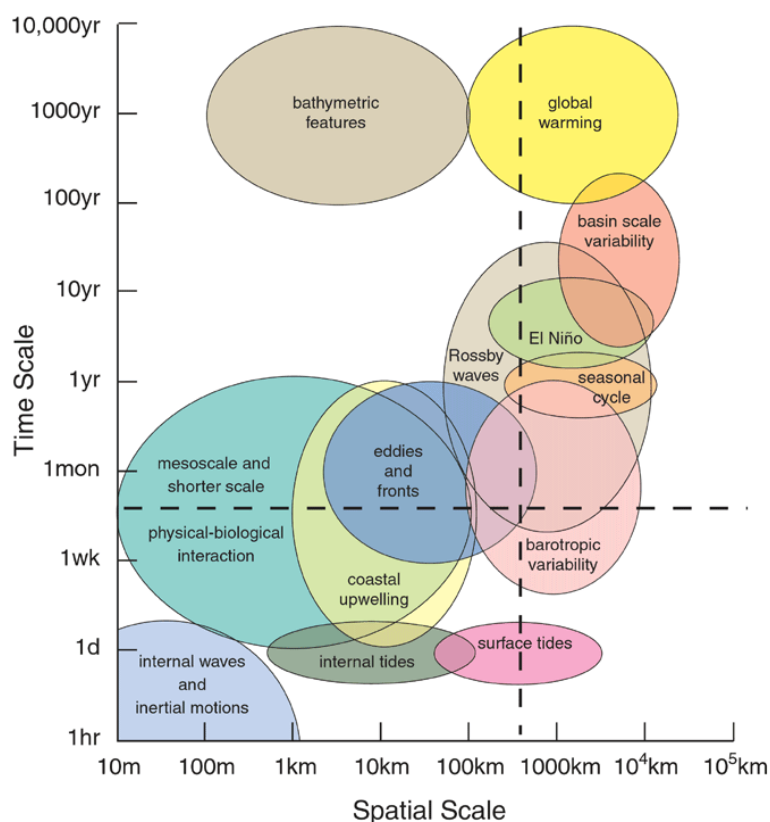 10,000yr
1000yr
100yr
10yr
1yr
1mon
1wk
1d
1hr
Time Scale
bathymetric
features
global
warming
basin scale
variability
El Niño
Rossby
waves
seasonal
cycle
mesoscale and
shorter scale
physical-biological
interaction
eddies
and
fronts
coastal
upwelling
barotropic
variability
internal waves
and
inertial motions
internal tides
surface tides
10m
100m
1km
10km
100km
1000km
10⁴km
10⁵km
Spatial Scale